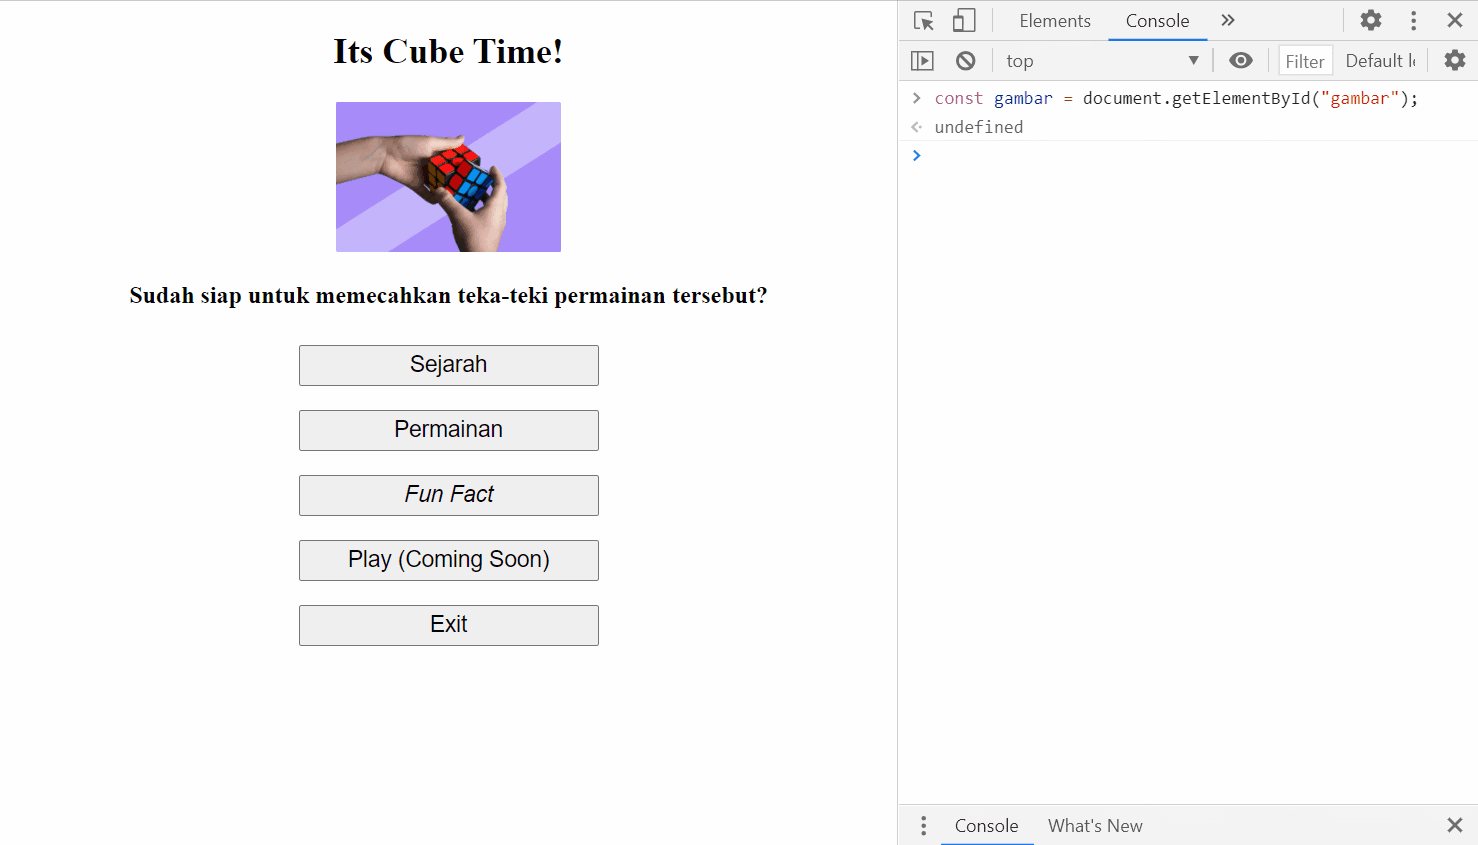 Its Cube Time!
Sudah siap untuk memecahkan teka-teki permainan tersebut?
Sejarah
Permainan
Fun Fact
Play (Coming Soon)
Exit
Elements Console
top Filter Default le
const gambar = document.getElementById("gambar");
undefined
Console What's New